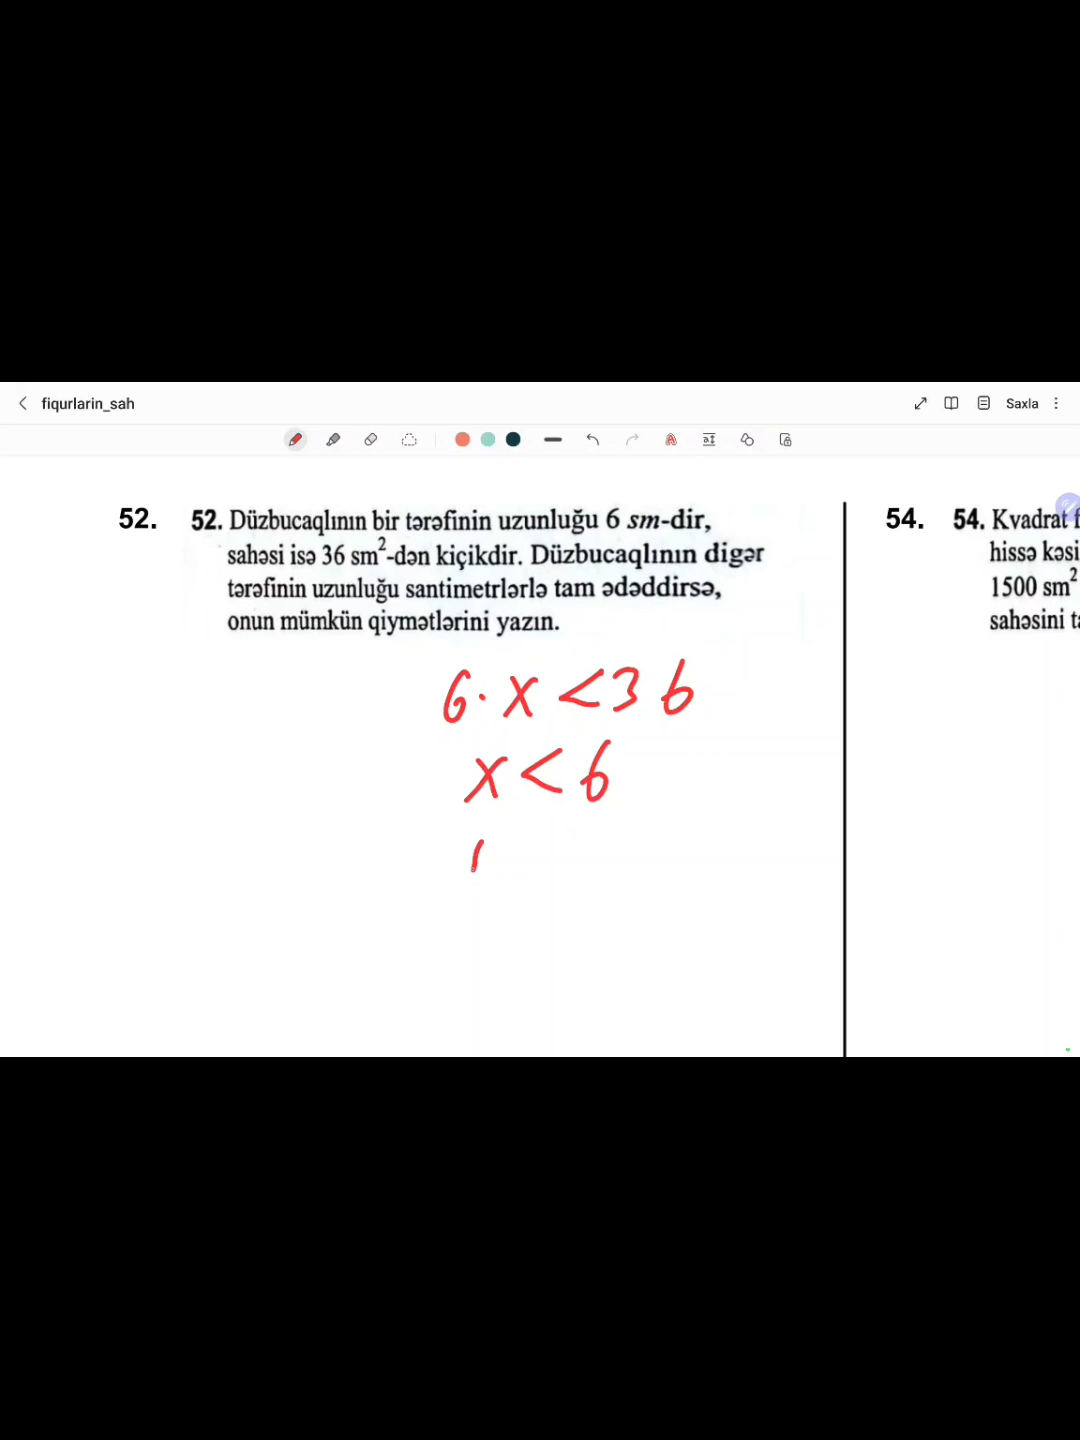 fiqurlarin_sah
Saxla
52. 52. Düzbucaqlının bir tərəfinin uzunluğu 6 sm-dir,
sahəsi isə 36 sm²-dən kiçikdir. Düzbucaqlının digər
tərəfinin uzunluğu santimetrlərlə tam ədəddirsə,
onun mümkün qiymətlərini yazın.
6·x<36
x<6
54. 54. Kvadrat
hissə kəsi
1500 sm²
sahəsini